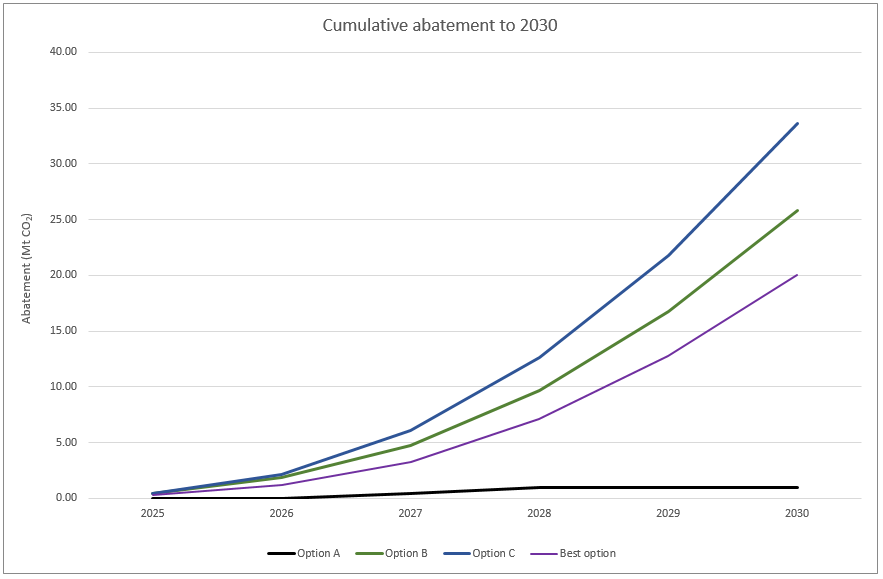 Cumulative abatement to 2030
40.00
35.00
30.00
25.00
20.00
15.00
10.00
5.00
0.00
Abatement (Mt CO₂)
2025 2026 2027 2028 2029 2030
Option A Option B Option C Best option